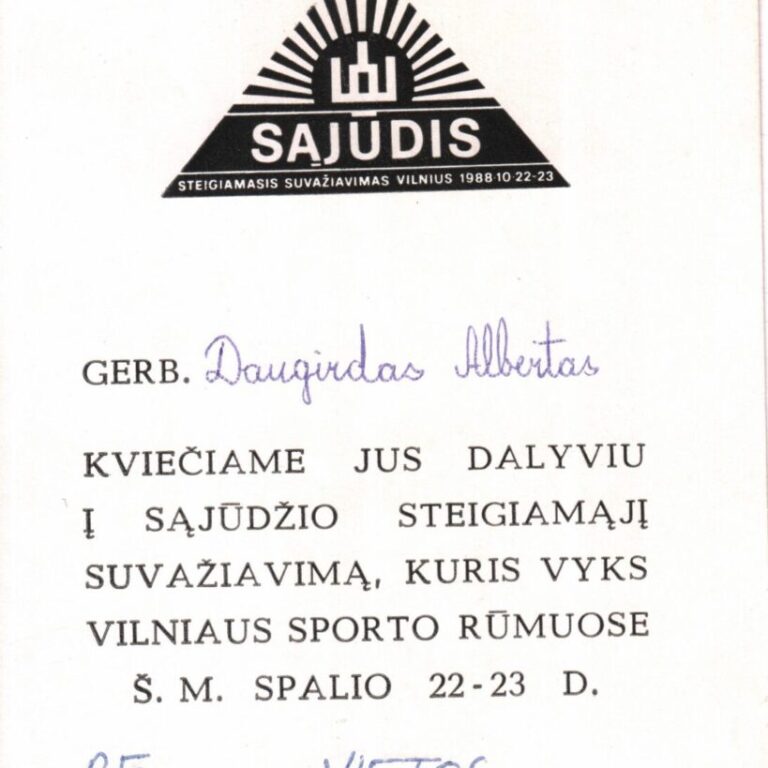 SĄJŪDIS
STEIGIAMASIS SUVAŽIAVIMAS VILNIUS 1988·10·22-23
GERB. Daugirdas Albertas
KVIEČIAME JUS DALYVIU
Į SĄJŪDŽIO STEIGIAMĄJĮ
SUVAŽIAVIMĄ, KURIS VYKS
VILNIAUS SPORTO RŪMUOSE
Š. M. SPALIO 22-23 D.
VIETOS